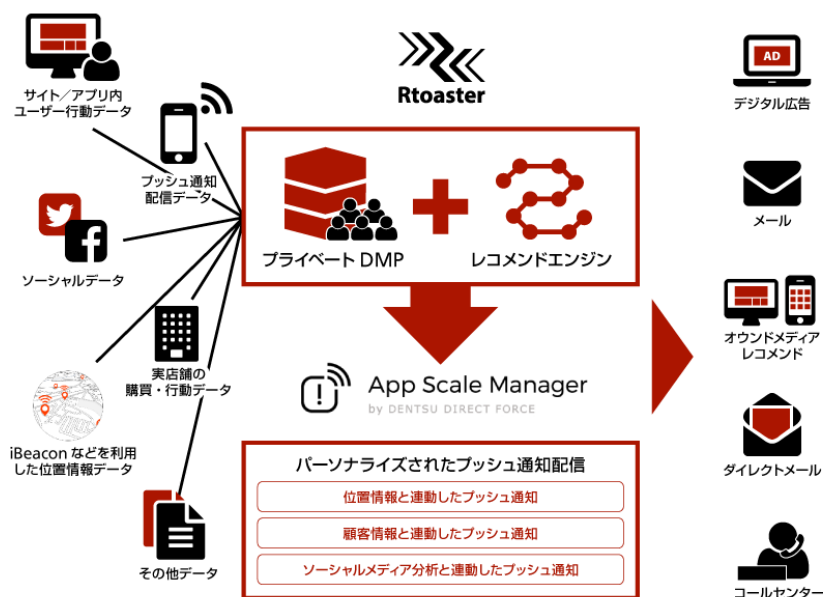 サイト／アプリ内
ユーザー行動データ
プッシュ通知
配信データ
ソーシャルデータ
実店舗の
購買・行動データ
iBeacon などを利用
した位置情報データ
その他データ
Rtoaster
プライベート DMP
レコメンドエンジン
App Scale Manager
by DENTSU DIRECT FORCE
パーソナライズされたプッシュ通知配信
位置情報と連動したプッシュ通知
顧客情報と連動したプッシュ通知
ソーシャルメディア分析と連動したプッシュ通知
AD
デジタル広告
メール
オウンドメディア
レコメンド
ダイレクトメール
コールセンター